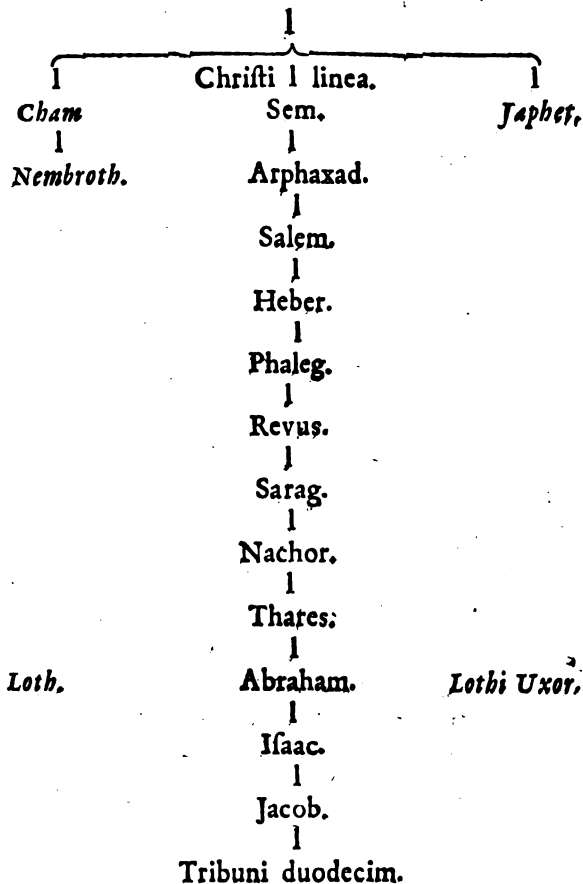 Chriſti linea.
Cham Sem. Japhet.
Nembroth. Arphaxad.
Salem.
Heber.
Phaleg.
Revus.
Sarag.
Nachor.
Thares.
Loth. Abraham. Lothi Uxor.
Iſaac.
Jacob.
Tribuni duodecim.